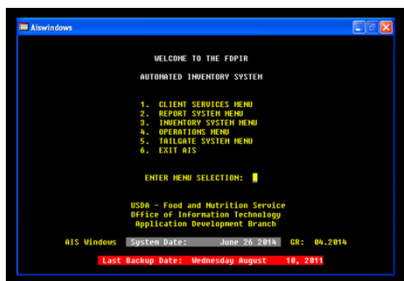 Aiswindows
WELCOME TO THE FDPIR
AUTOMATED INVENTORY SYSTEM
1. CLIENT SERVICES MENU
2. REPORT SYSTEM MENU
3. INVENTORY SYSTEM MENU
4. OPERATIONS MENU
5. TAILGATE SYSTEM MENU
6. EXIT AIS
ENTER MENU SELECTION:
USDA - Food and Nutrition Service
Office of Information Technology
Application Development Branch
AIS Windows System Date: June 26 2014 GR: 04.2014
Last Backup Date: Wednesday August 10, 2011